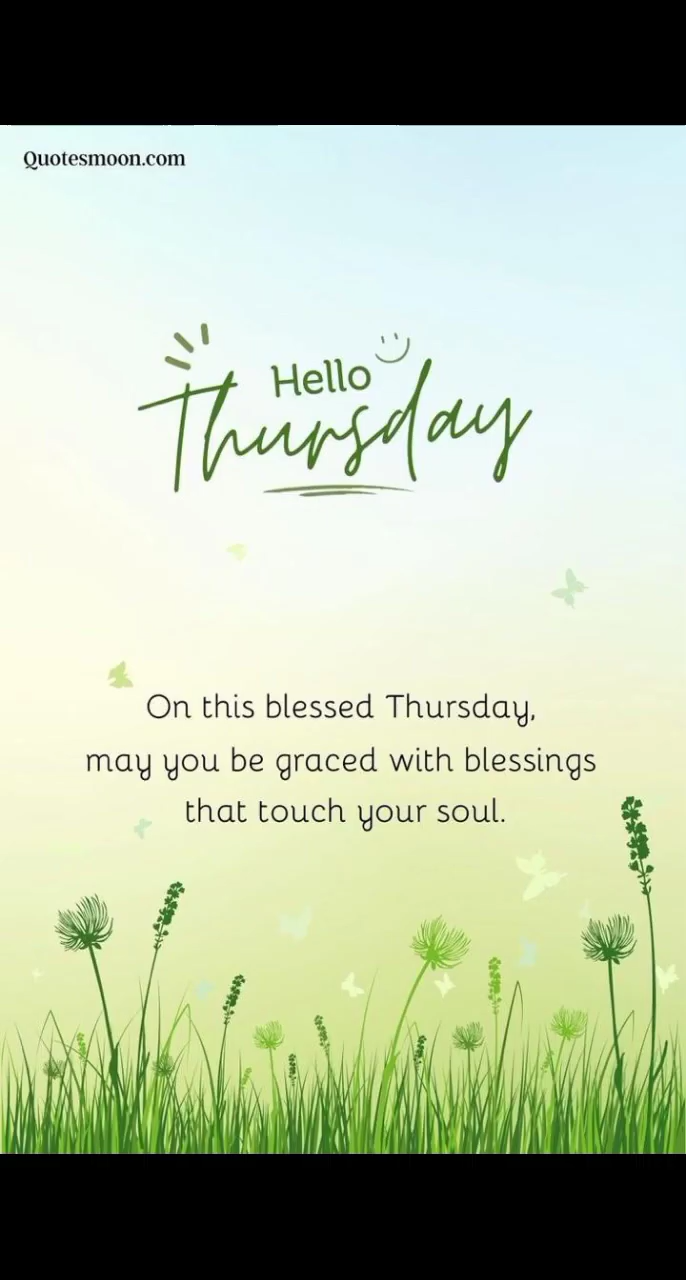 Quotesmoon.com
Hello
Thursday
On this blessed Thursday,
may you be graced with blessings
that touch your soul.